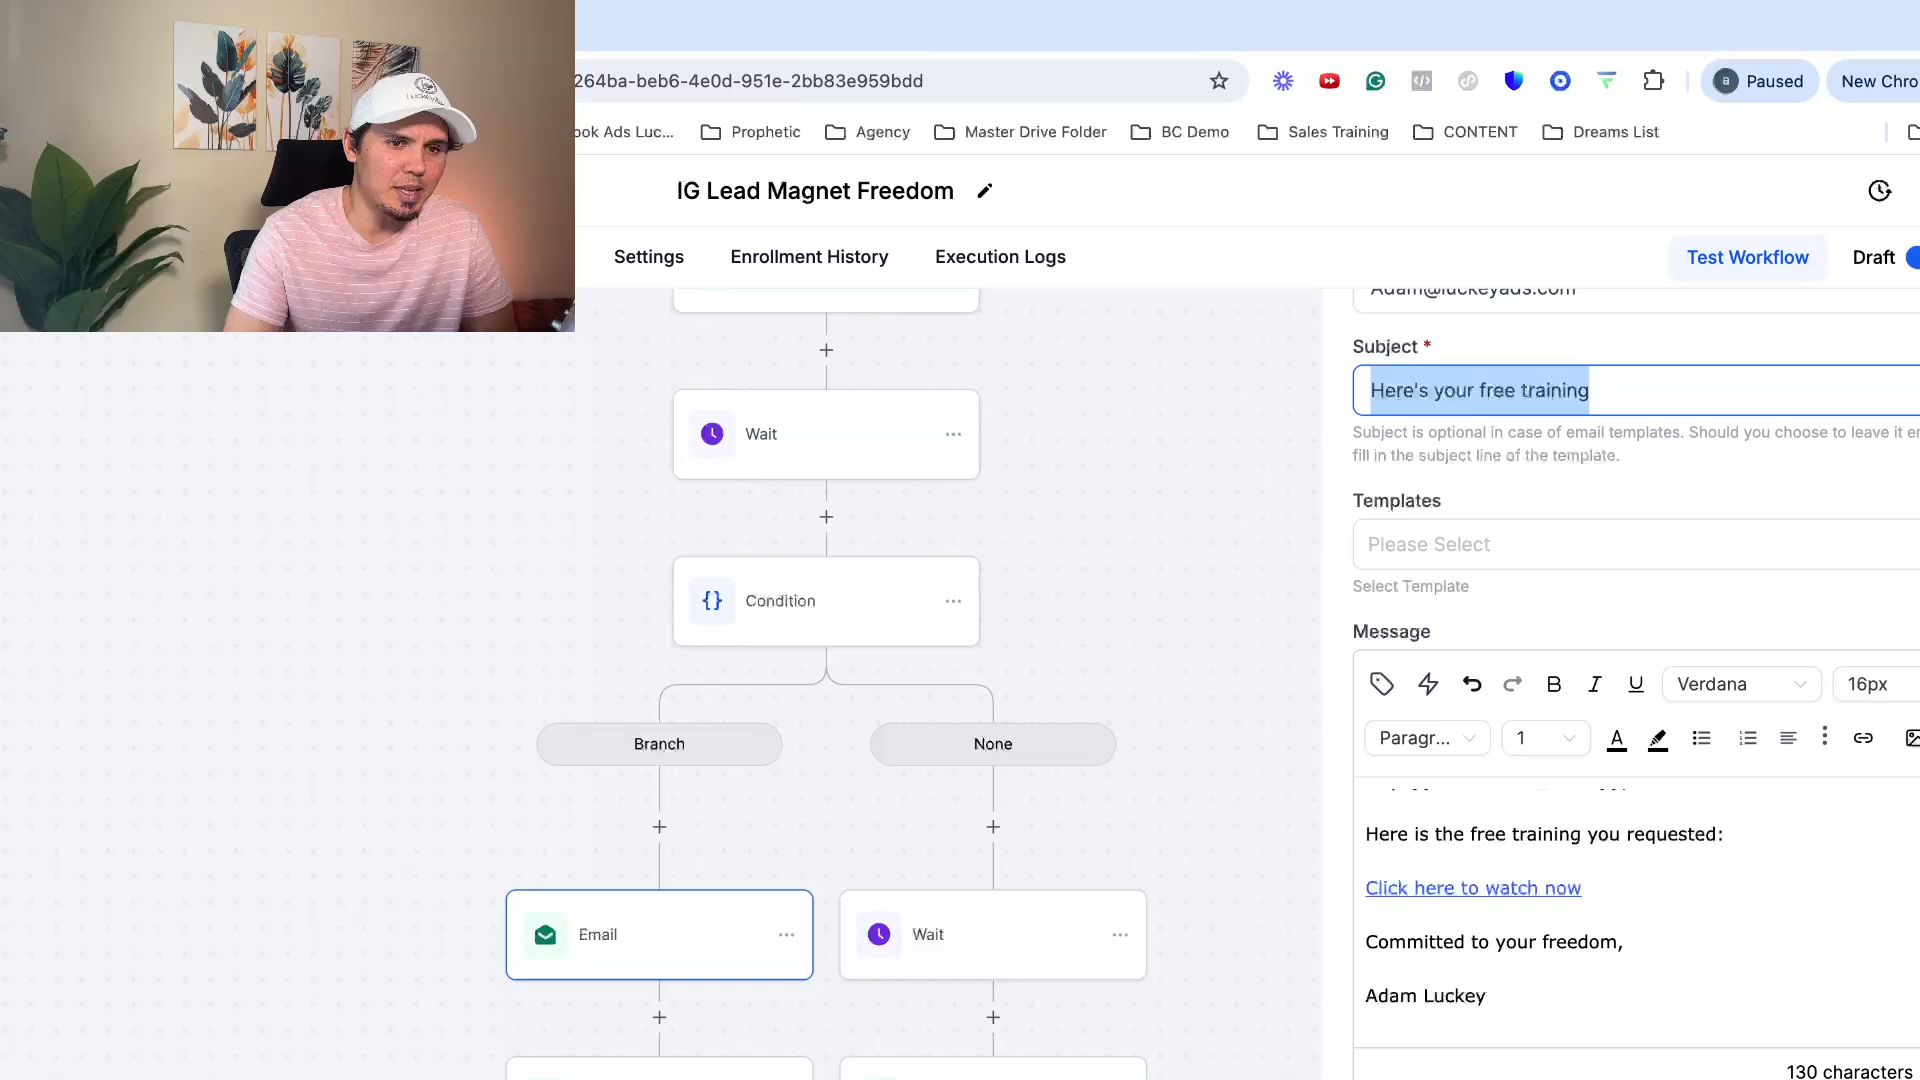 264ba-beb6-4e0d-951e-2bb83e959bdd
a Paused
New Chro
ook Ads Luc...
Prophetic
Agency
Master Drive Folder
BC Demo
Sales Training
CONTENT
Dreams List
IG Lead Magnet Freedom
Settings
Enrollment History
Execution Logs
Test Workflow
Draft
Adam@luckeyads.com
Subject *
Here's your free training
Subject is optional in case of email templates. Should you choose to leave it e
fill in the subject line of the template.
Templates
Please Select
Select Template
Message
B I U
Verdana
16px
Paragr...
1
A
Here is the free training you requested:
Click here to watch now
Committed to your freedom,
Adam Luckey
130 characters
Wait
Condition
Branch
None
Email
Wait